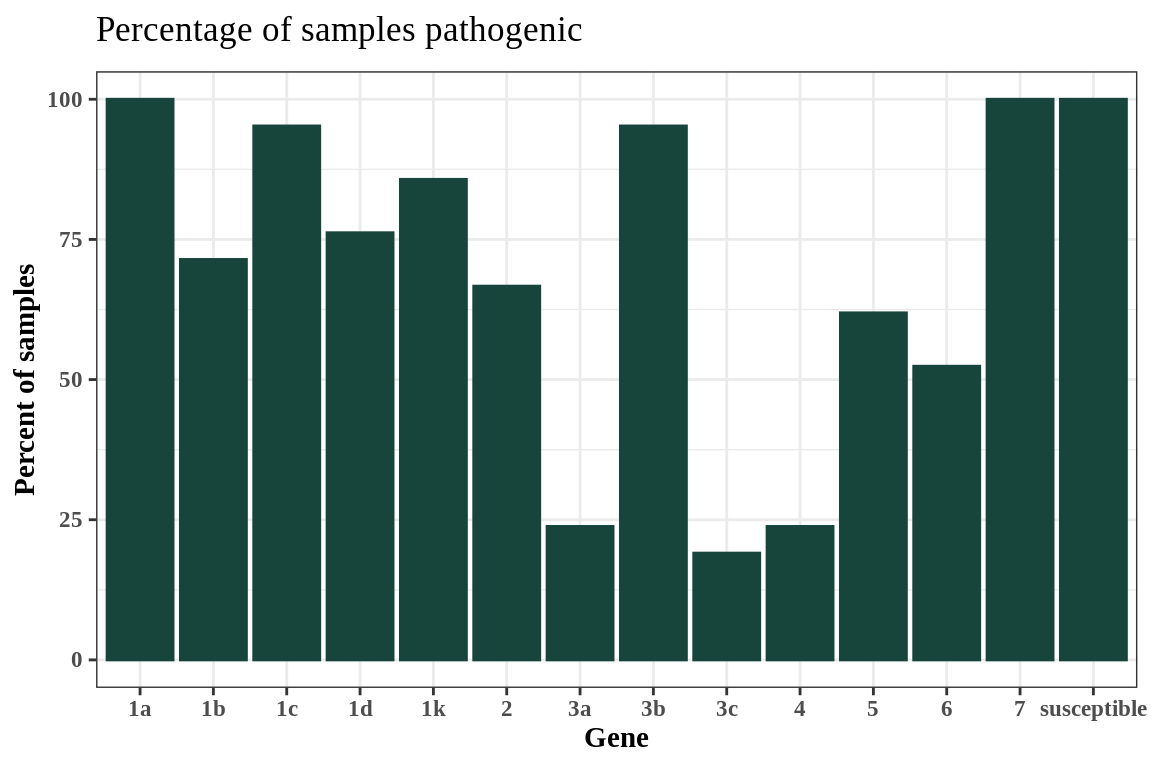 Percentage of samples pathogenic
100
75
50
25
0
Percent of samples
1a 1b 1c 1d 1k 2 3a 3b 3c 4 5 6 7 susceptible
Gene